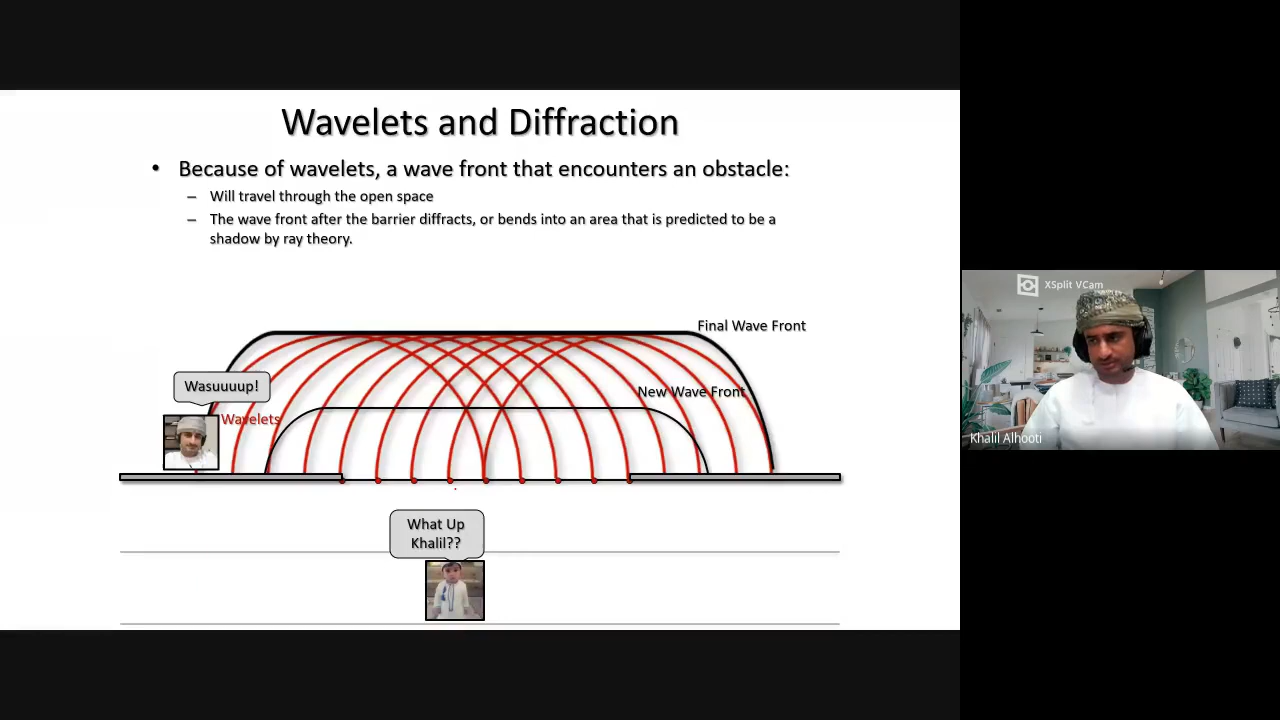 Wavelets and Diffraction
• Because of wavelets, a wave front that encounters an obstacle:
– Will travel through the open space
– The wave front after the barrier diffracts, or bends into an area that is predicted to be a
shadow by ray theory.
Final Wave Front
Wasuuuup!
New Wave Front
Wavelets
What Up
Khalil??
XSplit VCam
Khalil Alhooti